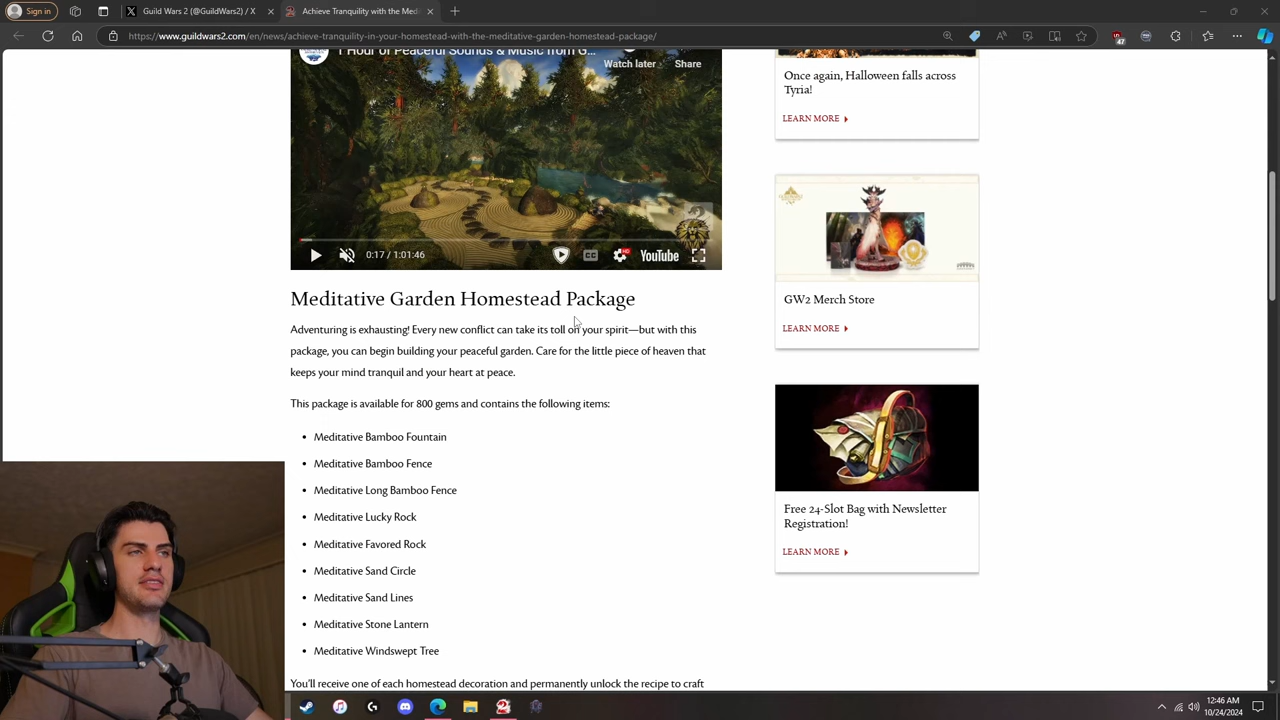 Sign in
Guild Wars 2 (@GuildWars2) / X
Achieve Tranquility in Your Home
https://www.guildwars2.com/en/news/achieve-tranquility-in-your-homestead-with-the-meditative-garden-homestead-package/
47
1 Hour of Peaceful Sounds & Music from G...
Watch later
Share
0:17 / 1:01:46
CC
HD
YouTube
Meditative Garden Homestead Package
Adventuring is exhausting! Every new conflict can take its toll on your spirit—but with this
package, you can begin building your peaceful garden. Care for the little piece of heaven that
keeps your mind tranquil and your heart at peace.
This package is available for 800 gems and contains the following items:
• Meditative Bamboo Fountain
• Meditative Bamboo Fence
• Meditative Long Bamboo Fence
• Meditative Lucky Rock
• Meditative Favored Rock
• Meditative Sand Circle
• Meditative Sand Lines
• Meditative Stone Lantern
• Meditative Windswept Tree
You'll receive one of each homestead decoration and permanently unlock the recipe to craft
Once again, Halloween falls across
Tyria!
LEARN MORE
GW2 Merch Store
LEARN MORE
Free 24-Slot Bag with Newsletter
Registration!
LEARN MORE
12:46 AM
10/24/2024